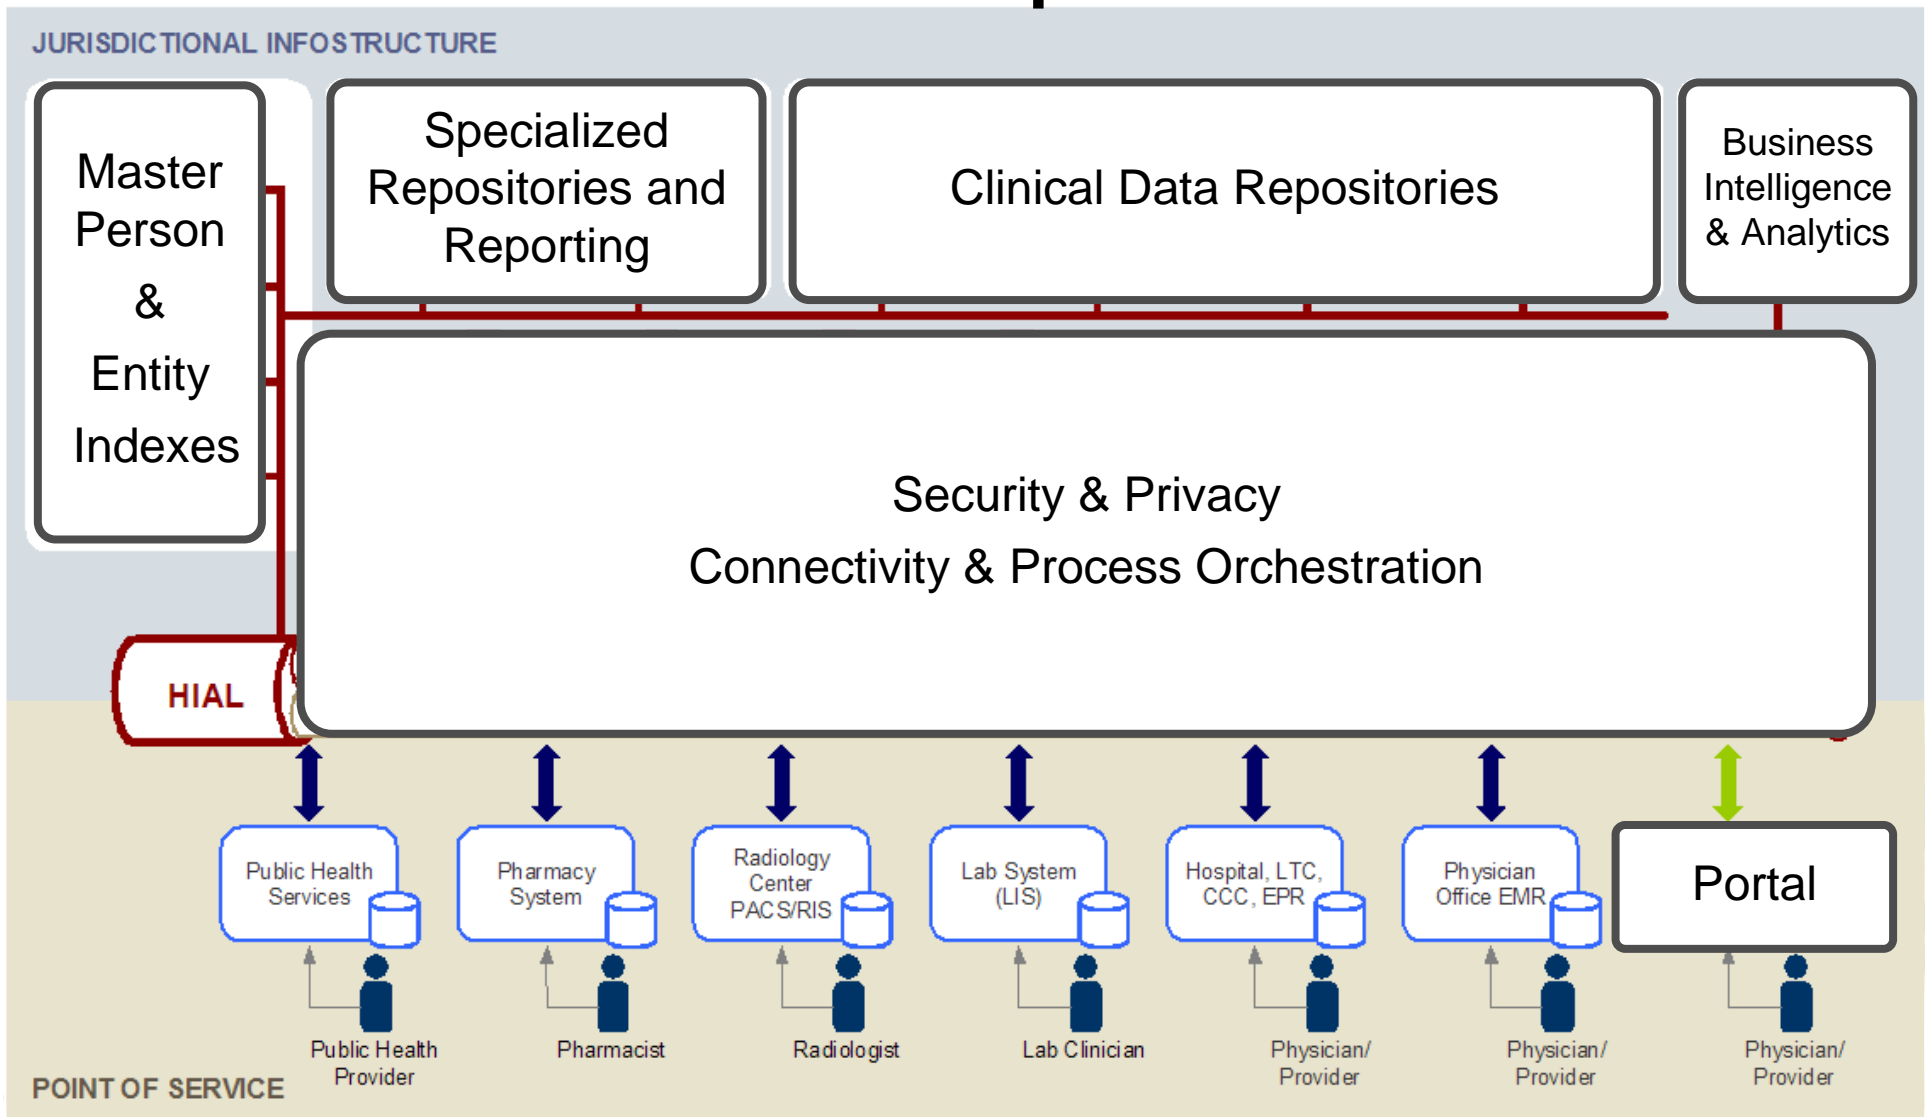 JURISDICTIONAL INFOSTRUCTURE
Master
Person
&
Entity
Indexes
Specialized
Repositories and
Reporting
Clinical Data Repositories
Business
Intelligence
& Analytics
Security & Privacy
Connectivity & Process Orchestration
HIAL
Public Health
Services
Pharmacy
System
Radiology
Center
PACS/RIS
Lab System
(LIS)
Hospital, LTC,
CCC, EPR
Physician
Office EMR
Portal
Public Health
Provider
Pharmacist
Radiologist
Lab Clinician
Physician/
Provider
Physician/
Provider
Physician/
Provider
POINT OF SERVICE